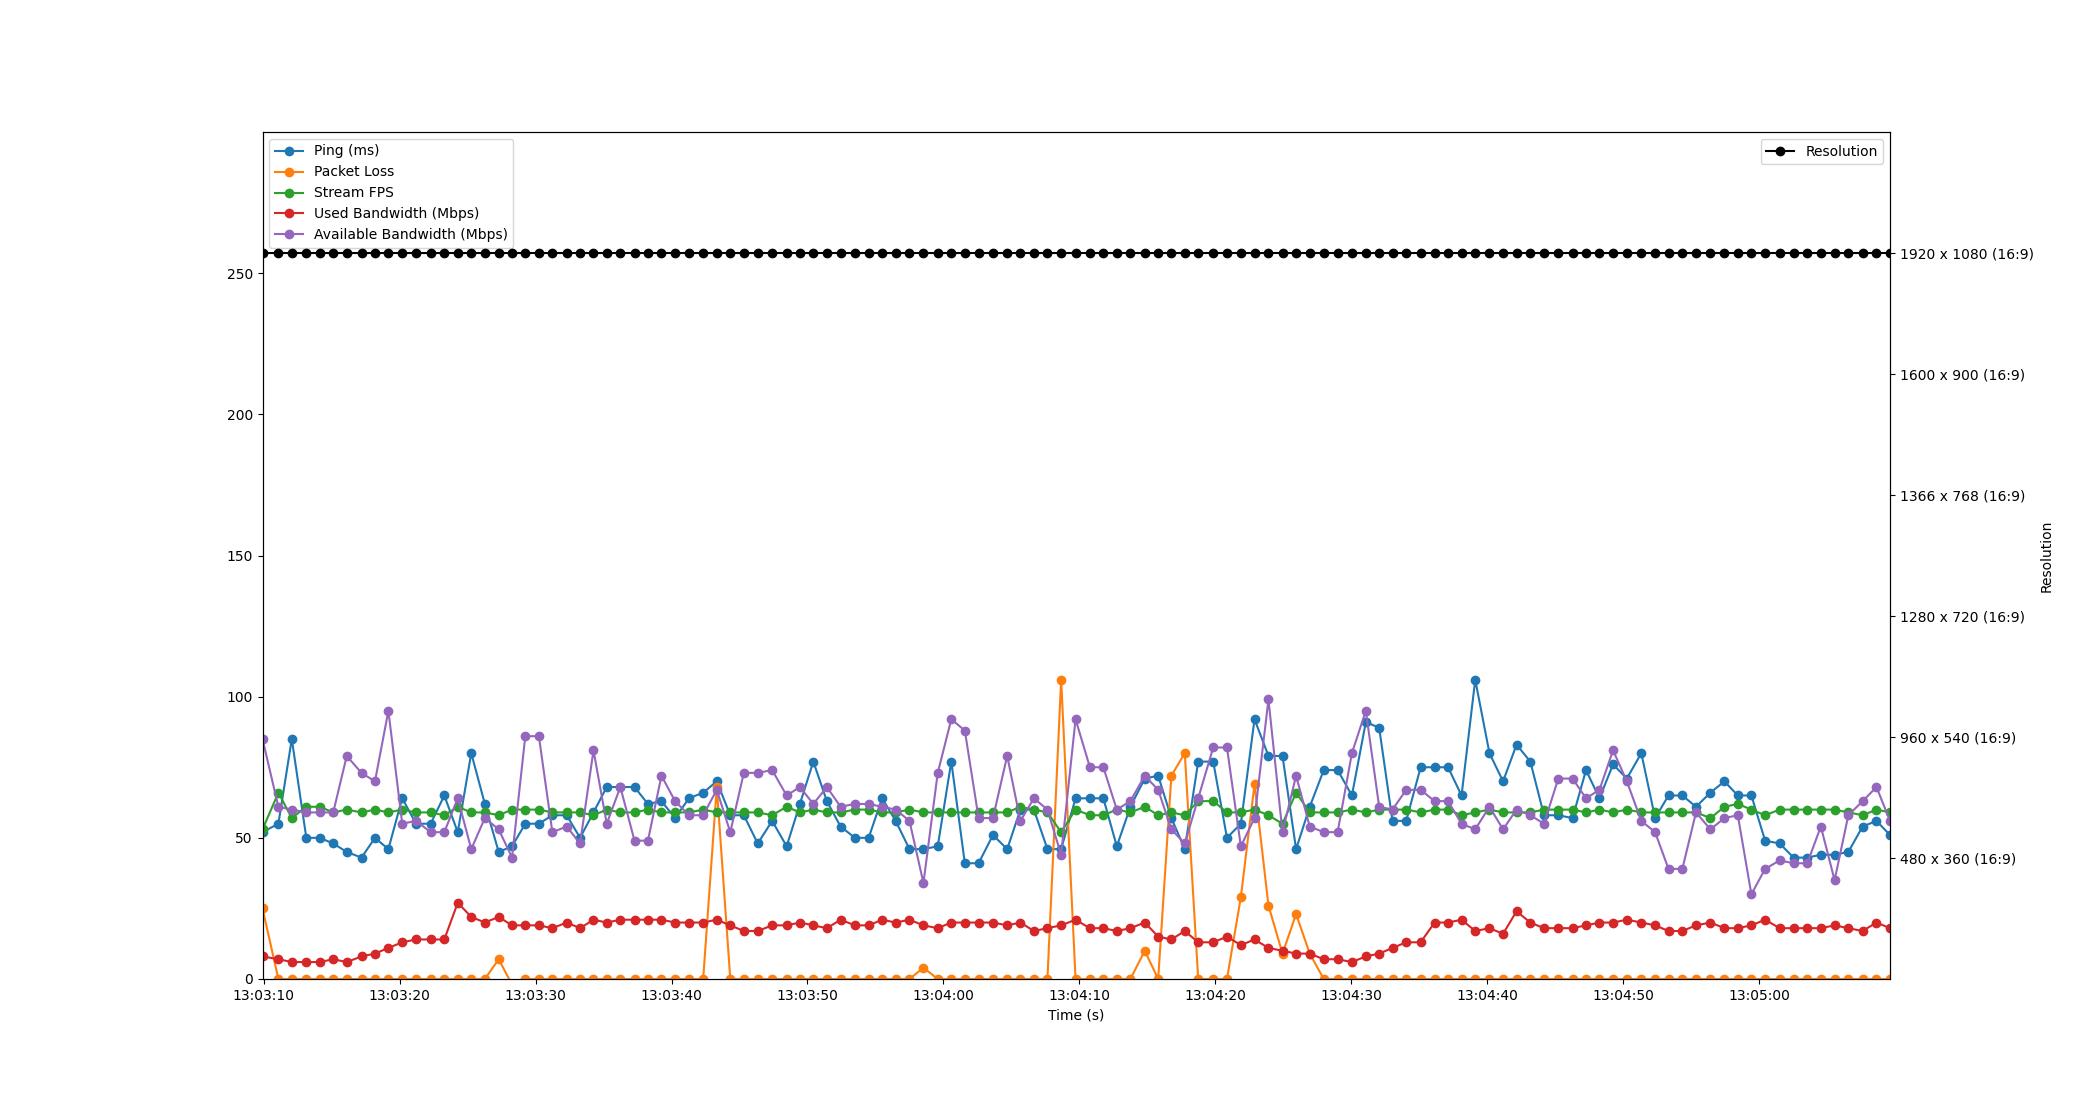 Ping (ms)
Packet Loss
Stream FPS
Used Bandwidth (Mbps)
Available Bandwidth (Mbps)
Resolution
250
200
150
100
50
0
1920 x 1080 (16:9)
1600 x 900 (16:9)
1366 x 768 (16:9)
1280 x 720 (16:9)
960 x 540 (16:9)
480 x 360 (16:9)
Resolution
13:03:10 13:03:20 13:03:30 13:03:40 13:03:50 13:04:00 13:04:10 13:04:20 13:04:30 13:04:40 13:04:50 13:05:00
Time (s)